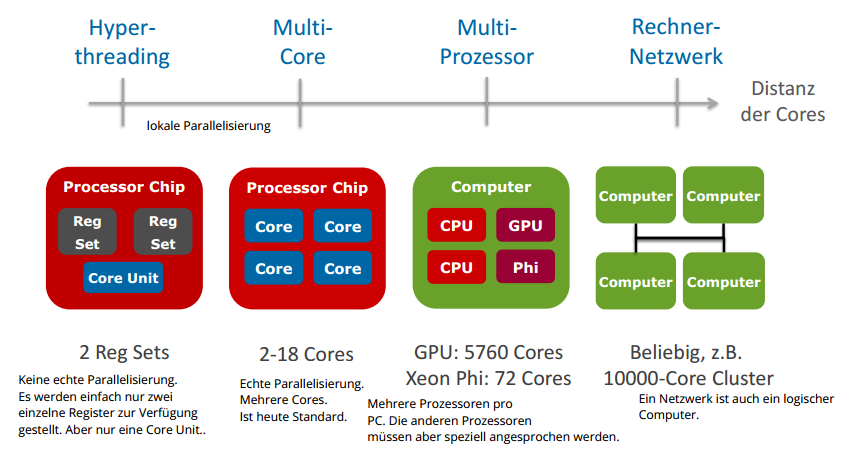 Hyper-
threading
Multi-
Core
Multi-
Prozessor
Rechner-
Netzwerk
Distanz
der Cores
lokale Parallelisierung
Processor Chip
Reg
Set
Reg
Set
Core Unit
Processor Chip
Core
Core
Core
Core
Computer
CPU
GPU
CPU
Phi
Computer
Computer
Computer
Computer
2 Reg Sets
Keine echte Parallelisierung.
Es werden einfach nur zwei
einzelne Register zur Verfügung
gestellt. Aber nur eine Core Unit..
2-18 Cores
Echte Parallelisierung.
Mehrere Cores.
Ist heute Standard.
GPU: 5760 Cores
Xeon Phi: 72 Cores
Mehrere Prozessoren pro
PC. Die anderen Prozessoren
müssen aber speziell angesprochen werden.
Beliebig, z.B.
10000-Core Cluster
Ein Netzwerk ist auch ein logischer
Computer.